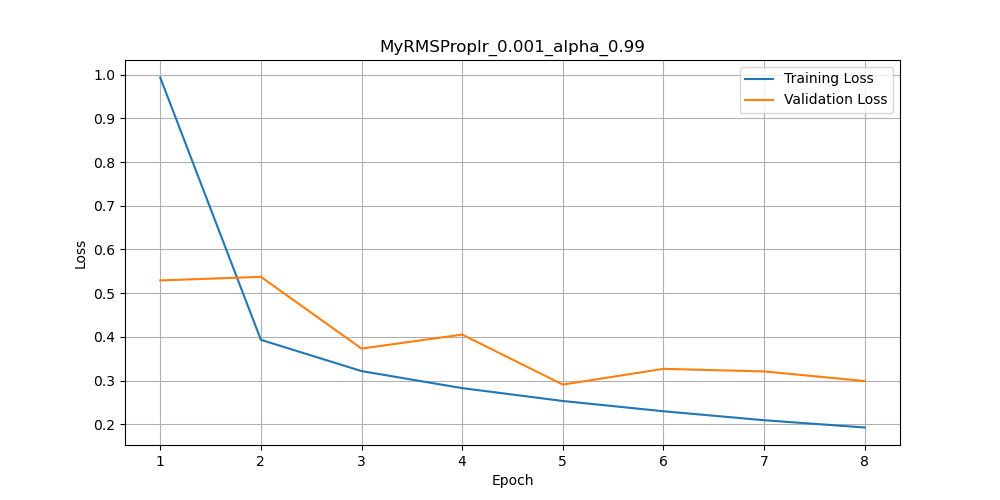 MyRMSProplr_0.001_alpha_0.99
Training Loss
Validation Loss
1.0
0.9
0.8
0.7
0.6
0.5
0.4
0.3
0.2
Loss
1 2 3 4 5 6 7 8
Epoch